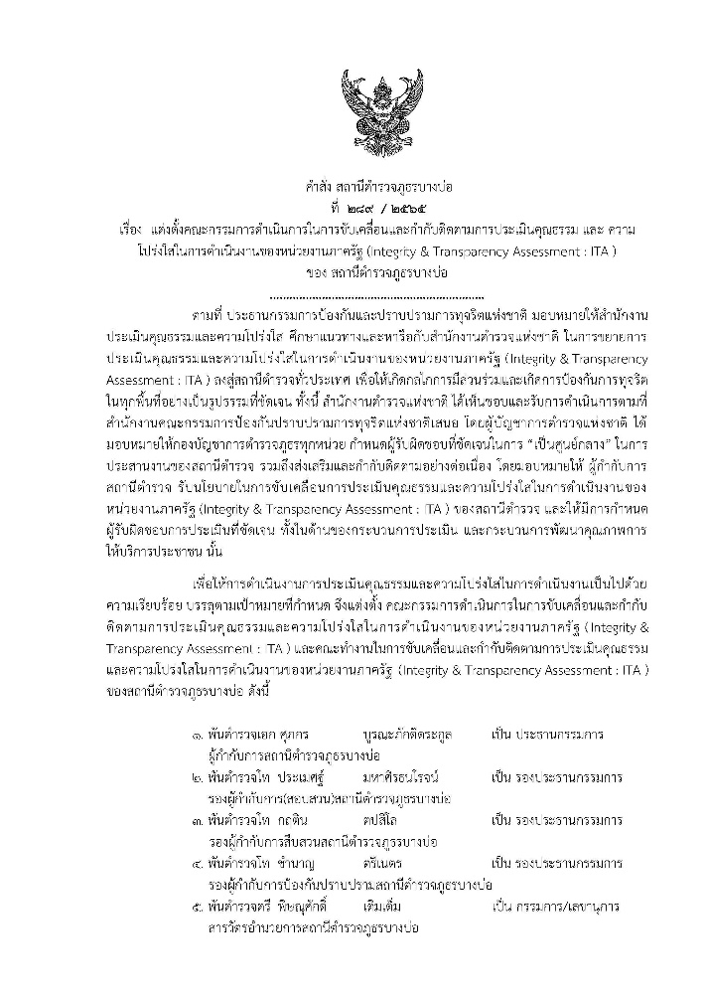 คำสั่ง สถานีตำรวจภูธรบางบ่อ
ที่ ๒๘๙ / ๒๕๖๕
เรื่อง แต่งตั้งคณะกรรมการดำเนินการในการขับเคลื่อนและกำกับติดตามการประเมินคุณธรรม และ ความ
โปร่งใสในการดำเนินงานของหน่วยงานภาครัฐ (Integrity & Transparency Assessment : ITA )
ของ สถานีตำรวจภูธรบางบ่อ
ตามที่ ประธานกรรมการป้องกันและปราบปรามการทุจริตแห่งชาติ มอบหมายให้สำนักงาน
ประเมินคุณธรรมและความโปร่งใส ศึกษาแนวทางและหารือกับสำนักงานตำรวจแห่งชาติ ในการขยายการ
ประเมินคุณธรรมและความโปร่งใสในการดำเนินงานของหน่วยงานภาครัฐ (Integrity & Transparency
Assessment : ITA ) ลงสู่สถานีตำรวจทั่วประเทศ เพื่อให้เกิดกลไกการมีส่วนร่วมและเกิดการป้องกันการทุจริต
ในทุกพื้นที่อย่างเป็นรูปธรรมที่ชัดเจน ทั้งนี้ สำนักงานตำรวจแห่งชาติ ได้เห็นชอบและรับการดำเนินการตามที่
สำนักงานคณะกรรมการป้องกันปราบปรามการทุจริตแห่งชาติเสนอ โดยผู้บัญชาการตำรวจแห่งชาติ ได้
มอบหมายให้กองบัญชาการตำรวจภูธรทุกหน่วย กำหนดผู้รับผิดชอบที่ชัดเจนในการ “เป็นศูนย์กลาง” ในการ
ประสานงานของสถานีตำรวจ รวมถึงส่งเสริมและกำกับติดตามอย่างต่อเนื่อง โดยมอบหมายให้ ผู้กำกับการ
สถานีตำรวจ รับนโยบายในการขับเคลื่อนการประเมินคุณธรรมและความโปร่งใสในการดำเนินงานของ
หน่วยงานภาครัฐ (Integrity & Transparency Assessment : ITA ) ของสถานีตำรวจ และให้มีการกำหนด
ผู้รับผิดชอบการประเมินที่ชัดเจน ทั้งในด้านของกระบวนการประเมิน และกระบวนการพัฒนาคุณภาพการ
ให้บริการประชาชน นั้น
เพื่อให้การดำเนินงานการประเมินคุณธรรมและความโปร่งใสในการดำเนินงานเป็นไปด้วย
ความเรียบร้อย บรรลุตามเป้าหมายที่กำหนด จึงแต่งตั้ง คณะกรรมการดำเนินการในการขับเคลื่อนและกำกับ
ติดตามการประเมินคุณธรรมและความโปร่งใสในการดำเนินงานของหน่วยงานภาครัฐ (Integrity &
Transparency Assessment : ITA ) และคณะทำงานในการขับเคลื่อนและกำกับติดตามการประเมินคุณธรรม
และความโปร่งใสในการดำเนินงานของหน่วยงานภาครัฐ (Integrity & Transparency Assessment : ITA )
ของสถานีตำรวจภูธรบางบ่อ ดังนี้
๑. พันตำรวจเอก ศุภกร บูรณะภักดิตระกูล เป็น ประธานกรรมการ
ผู้กำกับการสถานีตำรวจภูธรบางบ่อ
๒. พันตำรวจโท ประเมศฐ์ มหาศิรธนโรจน์ เป็น รองประธานกรรมการ
รองผู้กำกับการ(สอบสวน)สถานีตำรวจภูธรบางบ่อ
๓. พันตำรวจโท กฤติน ตปสีโล เป็น รองประธานกรรมการ
รองผู้กำกับการสืบสวนสถานีตำรวจภูธรบางบ่อ
๔. พันตำรวจโท ชำนาญ ตรีเนตร เป็น รองประธานกรรมการ
รองผู้กำกับการป้องกันปราบปรามสถานีตำรวจภูธรบางบ่อ
๕. พันตำรวจตรี พิษณุศักดิ์ เติมเต็ม เป็น กรรมการ/เลขานุการ
สารวัตรอำนวยการสถานีตำรวจภูธรบางบ่อ